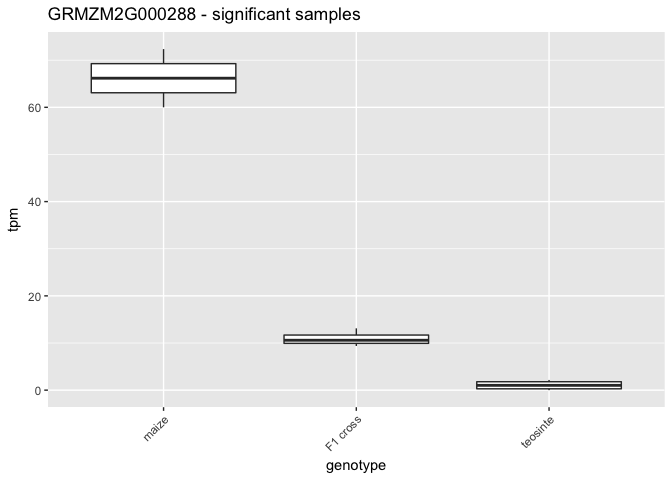 GRMZM2G000288 - significant samples
tpm
60
40
20
0
maize
F1 cross
teosinte
genotype